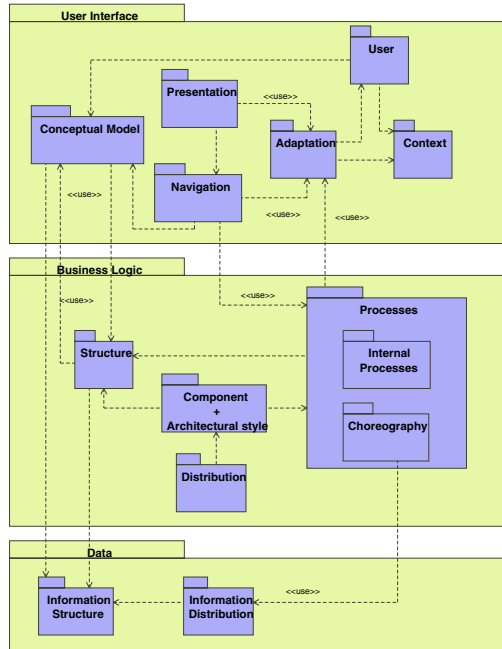 User Interface
User
<<use>>
Presentation
Conceptual Model
Adaptation
Context
Navigation
<<use>>
<<use>>
<<use>>
Business Logic
<<use>>
<<use>>
Processes
Structure
Internal
Processes
Component
+
Architectural style
Choreography
Distribution
Data
<<use>>
Information
Structure
Information
Distribution